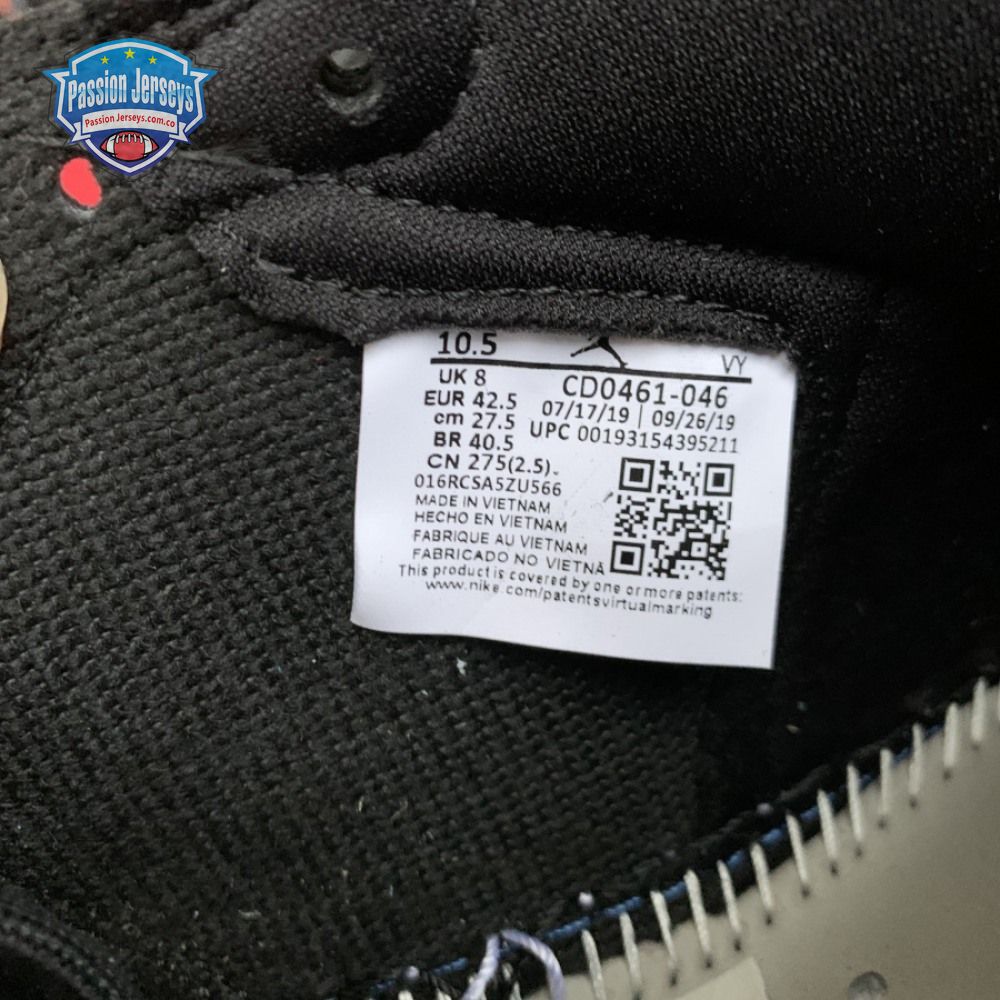 Passion Jerseys
Passion Jerseys.com.co
10.5
VY
UK 8
EUR 42.5
cm 27.5
BR 40.5
CN 275(2.5)
CD0461-046
07/17/19 | 09/26/19
UPC 00193154395211
016RCSA5ZU566
MADE IN VIETNAM
HECHO EN VIETNAM
FABRIQUE AU VIETNAM
FABRICADO NO VIETNÃ
This product is covered by one or more patents:
www.nike.com/patentsvirtualmarking